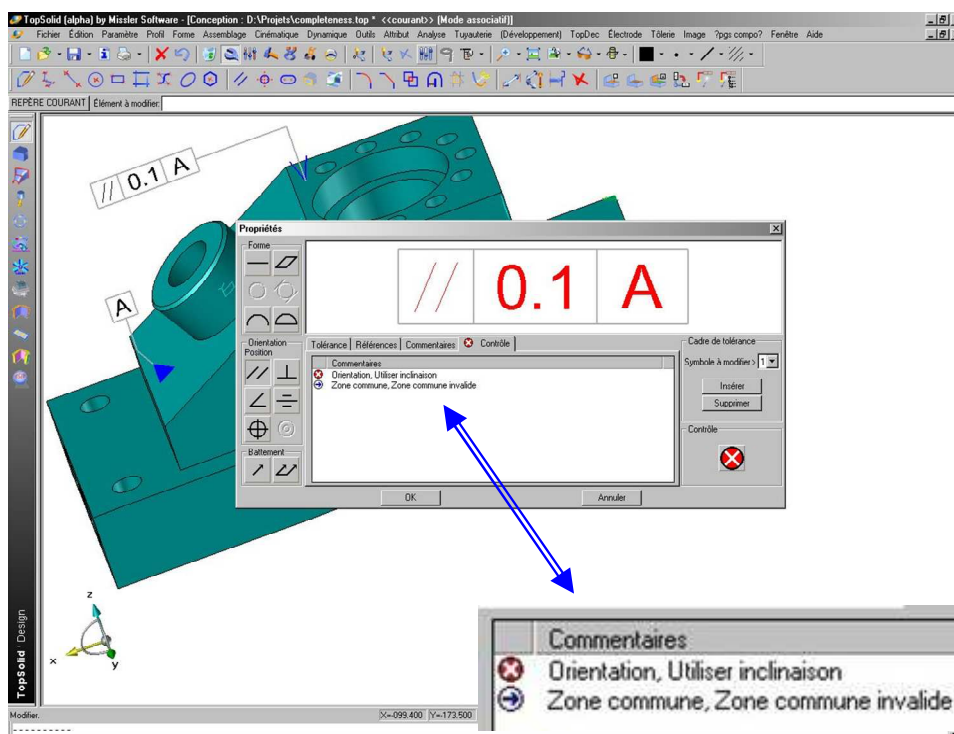 TopSolid (alpha) by Missler Software - [Conception : D:\Projets\completeness.top * <<courant>> (Mode associatif)]
Fichier Édition Paramètre Profil Forme Assemblage Cinématique Dynamique Outils Attribut Analyse Tuyauterie (Développement) TopDec Électrode Tôlerie Image ?pgs compo? Fenêtre Aide
REPÈRE COURANT Élément à modifier:
// 0.1 A
A
Propriétés
Forme
// 0.1 A
Orientation
Position
Tolérance Références Commentaires Contrôle
Cadre de tolérance
Commentaires
Symbole à modifier > 1
Orientation, Utiliser inclinaison
Zone commune, Zone commune invalide
Insérer
Supprimer
Contrôle
Battement
OK Annuler
z
x
y
TopSolid'Design
Commentaires
Orientation, Utiliser inclinaison
Zone commune, Zone commune invalide
Modifier. X=-099.400 Y=-173.500